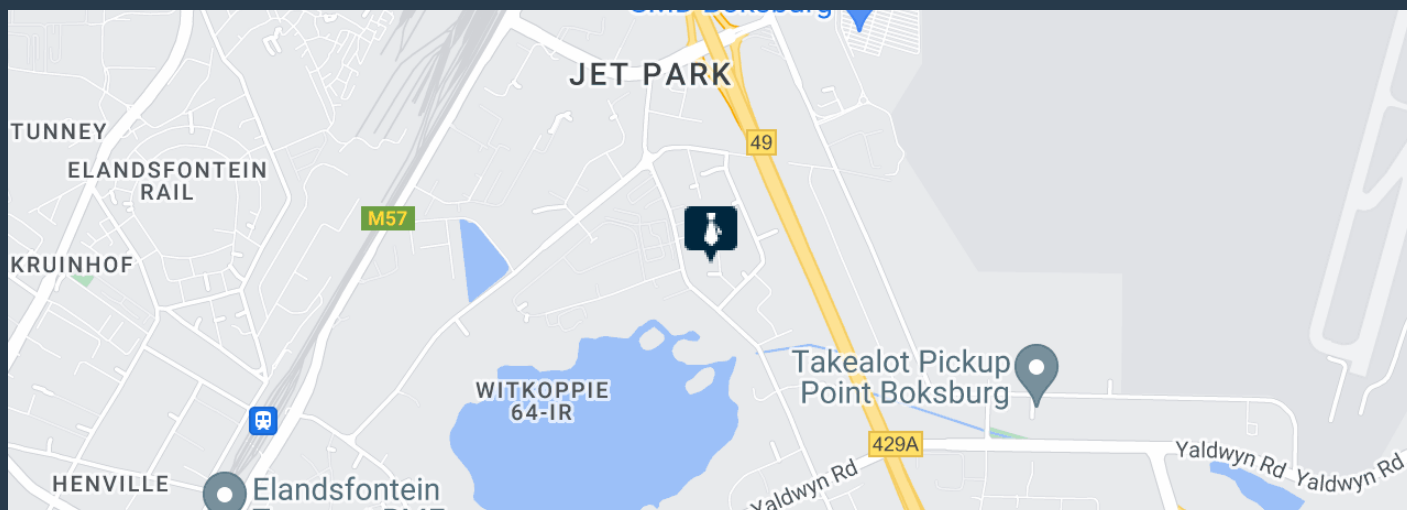 JET PARK
49
TUNNEY
ELANDSFONTEIN
RAIL
M57
KRUINHOF
Takealot Pickup
Point Boksburg
WITKOPPIE
64-IR
429A
Yaldwyn Rd
Yaldwyn Rd
Yaldwyn Rd
HENVILLE
Elandsfontein